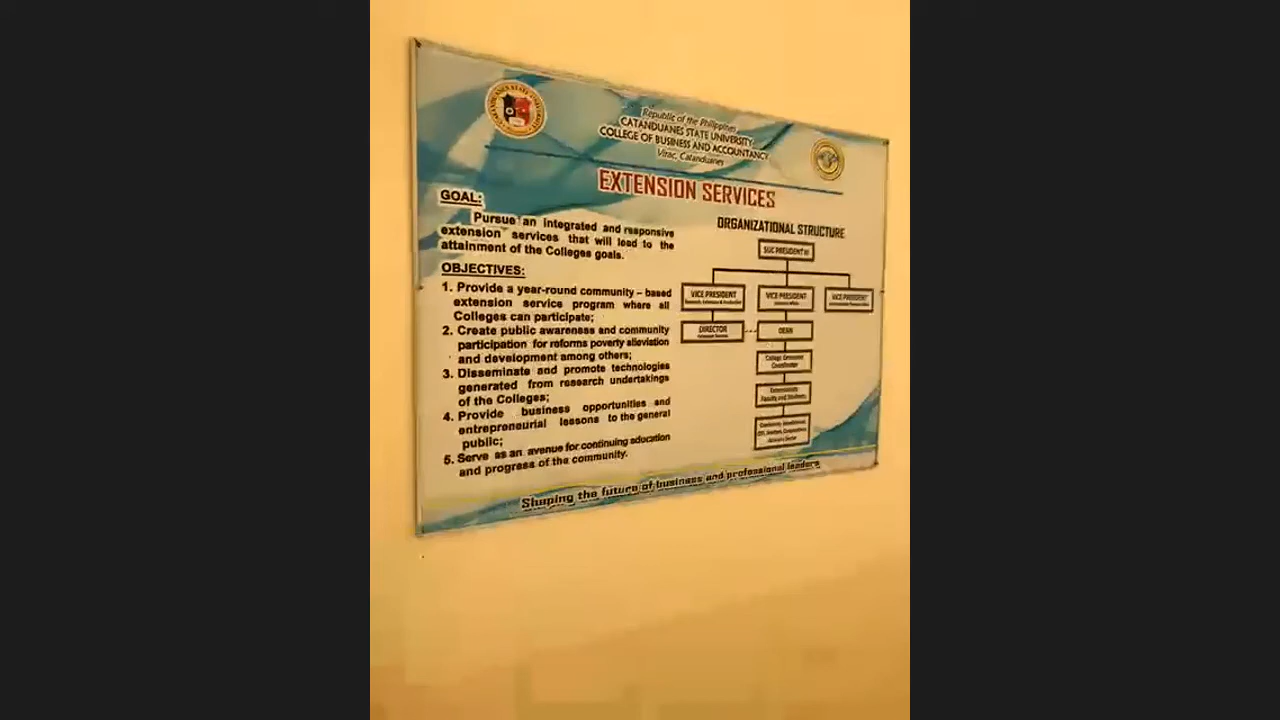 Republic of the Philippines
CATANDUANES STATE UNIVERSITY
COLLEGE OF BUSINESS AND ACCOUNTANCY
Virac, Catanduanes
EXTENSION SERVICES
GOAL:
Pursue an integrated and responsive
extension services that will lead to the
attainment of the Colleges goals.
OBJECTIVES:
1. Provide a year-round community – based
extension service program where all
Colleges can participate;
2. Create public awareness and community
participation for reforms poverty alleviation
and development among others;
3. Disseminate and promote technologies
generated from research undertakings
of the Colleges;
4. Provide business opportunities and
entrepreneurial lessons to the general
public;
5. Serve as an avenue for continuing education
and progress of the community.
ORGANIZATIONAL STRUCTURE
SUC PRESIDENT III
VICE PRESIDENT
VICE PRESIDENT
VICE PRESIDENT
DIRECTOR
DEAN
College Extension
Coordinator
Faculty and Students
Shaping the future of business and professional leaders